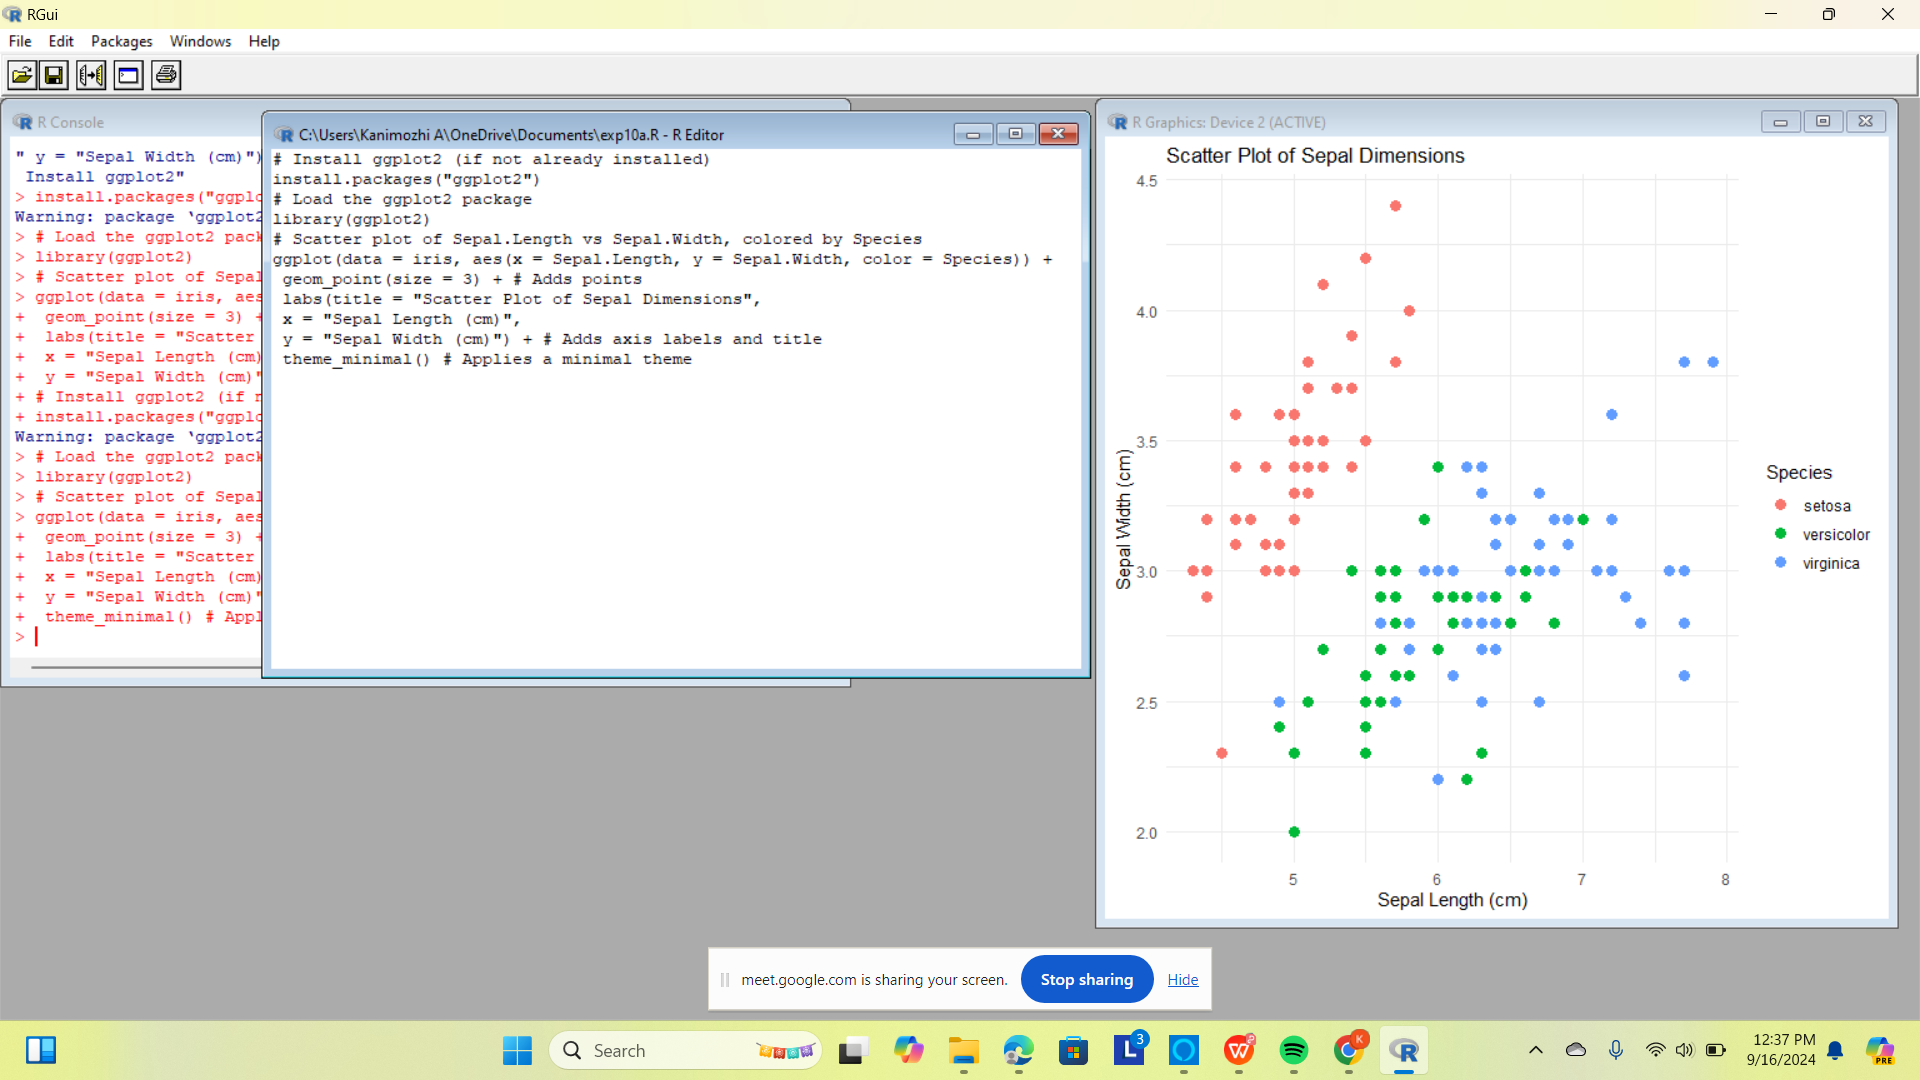 RGui
File Edit Packages Windows Help
R Console
" y = "Sepal Width (cm)")
Install ggplot2"
> install.packages("ggplo
Warning: package 'ggplot2
> # Load the ggplot2 pack
> library(ggplot2)
> # Scatter plot of Sepal
> ggplot(data = iris, aes
+ geom_point(size = 3) +
+ labs(title = "Scatter
+ x = "Sepal Length (cm)
+ y = "Sepal Width (cm)"
+ # Install ggplot2 (if n
+ install.packages("ggplo
Warning: package 'ggplot2
> # Load the ggplot2 pack
> library(ggplot2)
> # Scatter plot of Sepal
> ggplot(data = iris, aes
+ geom_point(size = 3) +
+ labs(title = "Scatter
+ x = "Sepal Length (cm)
+ y = "Sepal Width (cm)"
+ theme_minimal() # Appl
>
C:\Users\Kanimozhi A\OneDrive\Documents\exp10a.R - R Editor
# Install ggplot2 (if not already installed)
install.packages("ggplot2")
# Load the ggplot2 package
library(ggplot2)
# Scatter plot of Sepal.Length vs Sepal.Width, colored by Species
ggplot(data = iris, aes(x = Sepal.Length, y = Sepal.Width, color = Species)) +
geom_point(size = 3) + # Adds points
labs(title = "Scatter Plot of Sepal Dimensions",
x = "Sepal Length (cm)",
y = "Sepal Width (cm)") + # Adds axis labels and title
theme_minimal() # Applies a minimal theme
R Graphics: Device 2 (ACTIVE)
Scatter Plot of Sepal Dimensions
4.5
4.0
3.5
3.0
2.5
2.0
Sepal Width (cm)
5 6 7 8
Sepal Length (cm)
Species
setosa
versicolor
virginica
meet.google.com is sharing your screen. Stop sharing Hide
Search
L 3
W 2
K
R
12:37 PM
9/16/2024
PRE